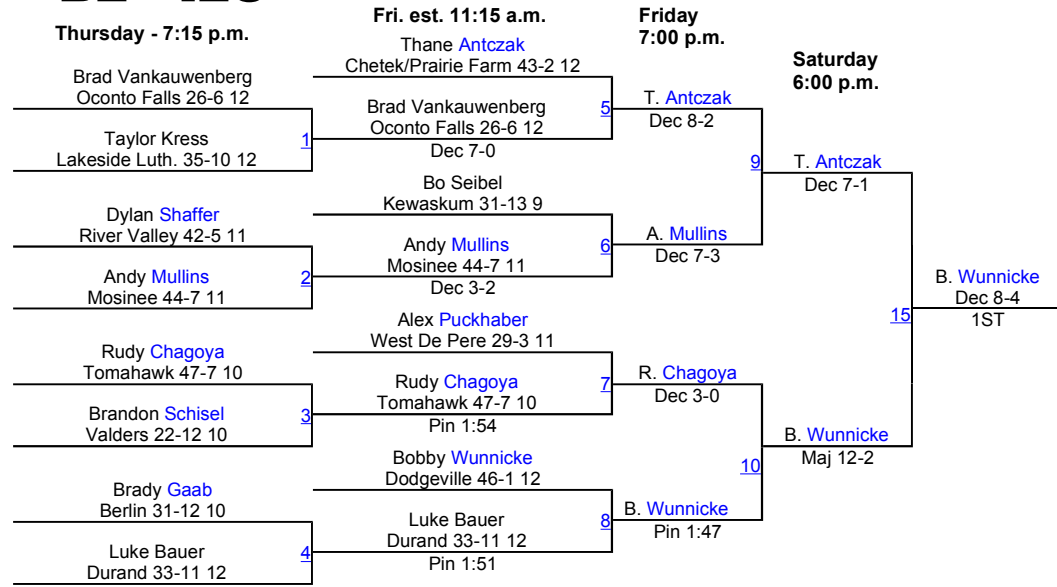 Thursday - 7:15 p.m.
Brad Vankauwenberg
Oconto Falls 26-6 12
Taylor Kress
Lakeside Luth. 35-10 12
1
Dylan Shaffer
River Valley 42-5 11
Andy Mullins
Mosinee 44-7 11
2
Rudy Chagoya
Tomahawk 47-7 10
Brandon Schisel
Valders 22-12 10
3
Brady Gaab
Berlin 31-12 10
Luke Bauer
Durand 33-11 12
4
Fri. est. 11:15 a.m.
Thane Antczak
Chetek/Prairie Farm 43-2 12
Brad Vankauwenberg
Oconto Falls 26-6 12
Dec 7-0
5
Bo Seibel
Kewaskum 31-13 9
Andy Mullins
Mosinee 44-7 11
Dec 3-2
6
Alex Puckhaber
West De Pere 29-3 11
Rudy Chagoya
Tomahawk 47-7 10
Pin 1:54
7
Bobby Wunnicke
Dodgeville 46-1 12
Luke Bauer
Durand 33-11 12
Pin 1:51
8
Friday
7:00 p.m.
T. Antczak
Dec 8-2
9
A. Mullins
Dec 7-3
R. Chagoya
Dec 3-0
10
B. Wunnicke
Pin 1:47
Saturday
6:00 p.m.
T. Antczak
Dec 7-1
B. Wunnicke
Maj 12-2
15
B. Wunnicke
Dec 8-4
1ST